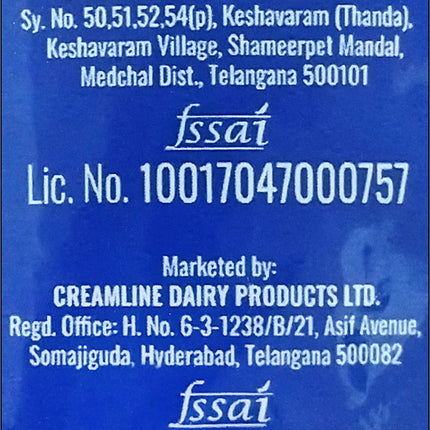 Sy. No. 50,51,52,54(p), Keshavaram (Thanda),
Keshavaram Village, Shameerpet Mandal,
Medchal Dist., Telangana 500101
fssai
Lic. No. 10017047000757
Marketed by:
CREAMLINE DAIRY PRODUCTS LTD.
Regd. Office: H. No. 6-3-1238/B/21, Asif Avenue,
Somajiguda, Hyderabad, Telangana 500082
fssai